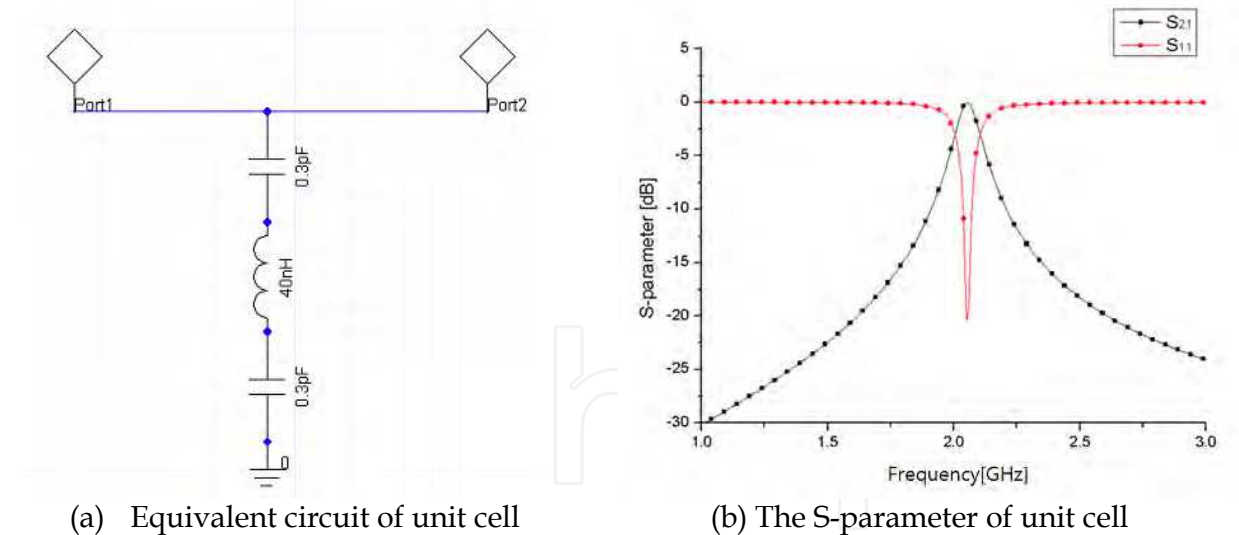 Port1
Port2
0.3pF
40nH
0.3pF
0
S21
S11
5
0
-5
-10
-15
-20
-25
-30
S-parameter [dB]
1.0 1.5 2.0 2.5 3.0
Frequency[GHz]
(a) Equivalent circuit of unit cell
(b) The S-parameter of unit cell